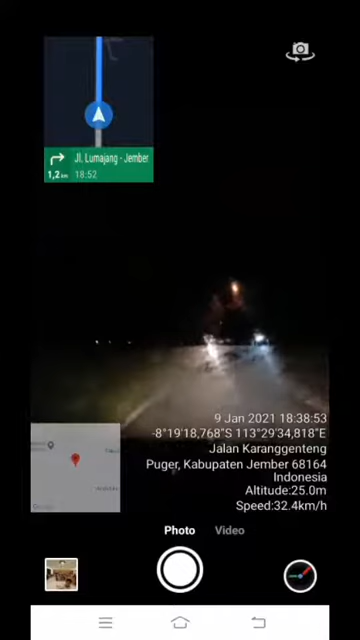 Jl. Lumajang - Jember
1,2 km 18:52
9 Jan 2021 18:38:53
-8°19'18,768"S 113°29'34,818"E
Jalan Karanggenteng
Puger, Kabupaten Jember 68164
Indonesia
Altitude:25.0m
Speed:32.4km/h
Photo Video